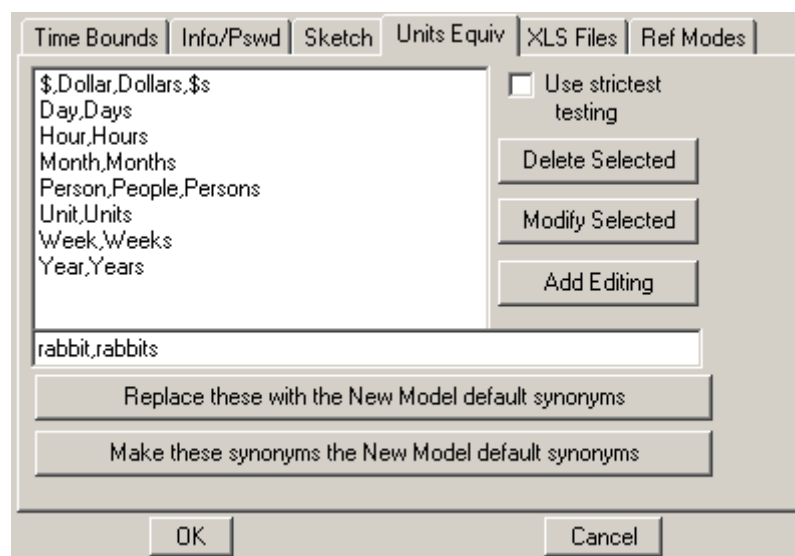 Time Bounds Info/Pswd Sketch Units Equiv XLS Files Ref Modes
$,Dollar,Dollars,$s
Day,Days
Hour,Hours
Month,Months
Person,People,Persons
Unit,Units
Week,Weeks
Year,Years
Use strictest
testing
Delete Selected
Modify Selected
Add Editing
rabbit,rabbits
Replace these with the New Model default synonyms
Make these synonyms the New Model default synonyms
OK Cancel